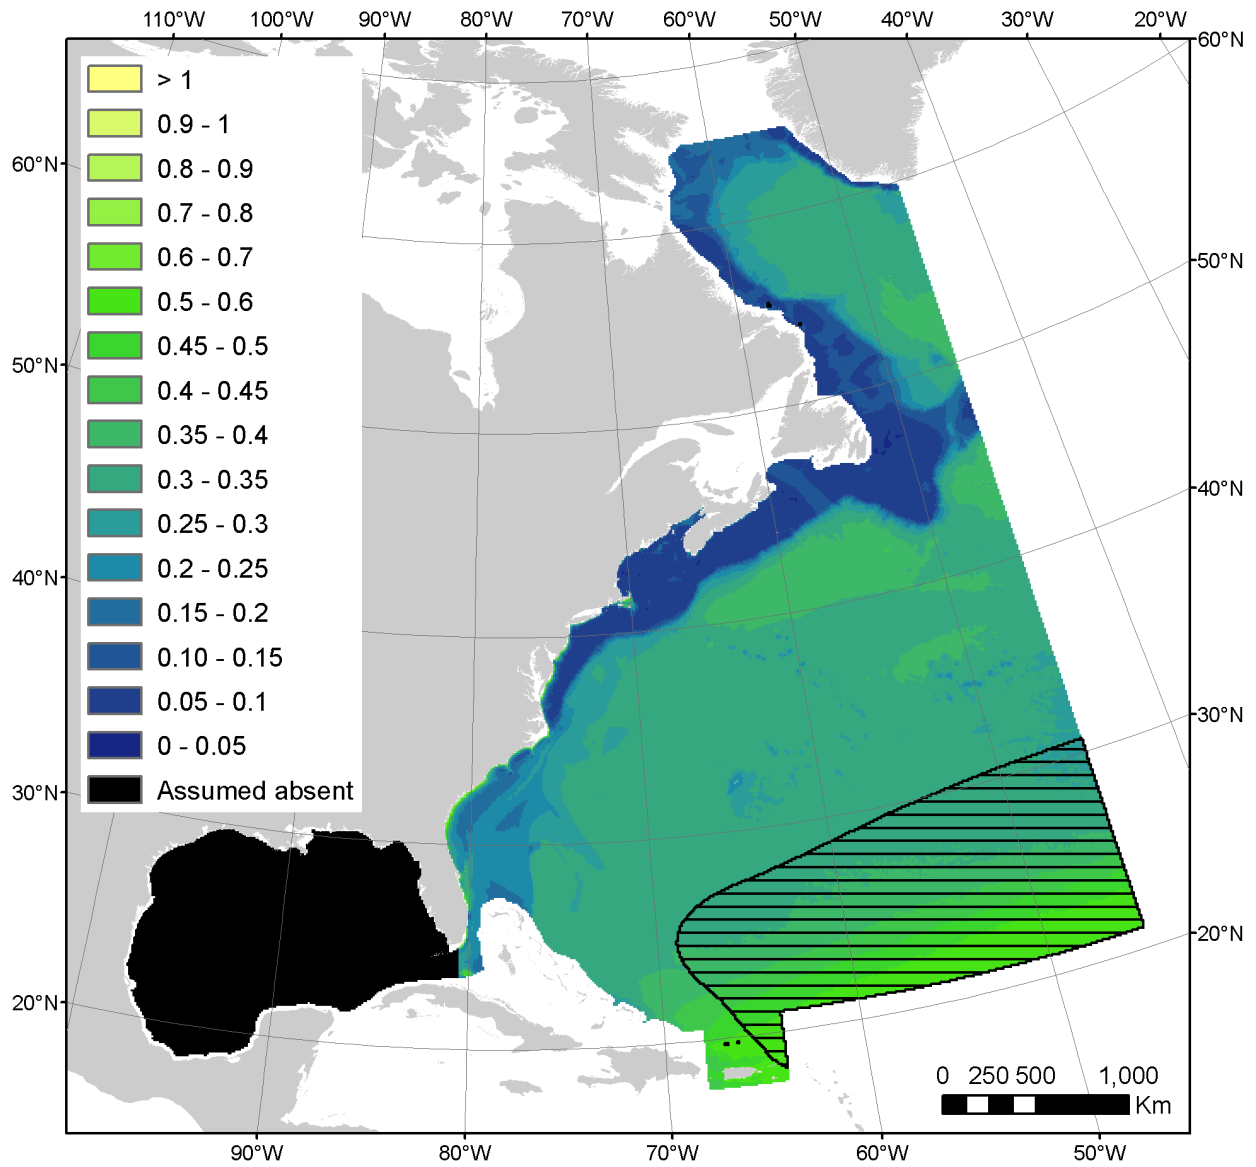 110°W 100°W 90°W 80°W 70°W 60°W 50°W 40°W 30°W 20°W
60°N
> 1
0.9 - 1
0.8 - 0.9
0.7 - 0.8
0.6 - 0.7
0.5 - 0.6
0.45 - 0.5
0.4 - 0.45
0.35 - 0.4
0.3 - 0.35
0.25 - 0.3
0.2 - 0.25
0.15 - 0.2
0.10 - 0.15
0.05 - 0.1
0 - 0.05
Assumed absent
60°N
50°N
40°N
30°N
20°N
50°N
40°N
30°N
20°N
0 250 500 1,000
Km
90°W 80°W 70°W 60°W 50°W